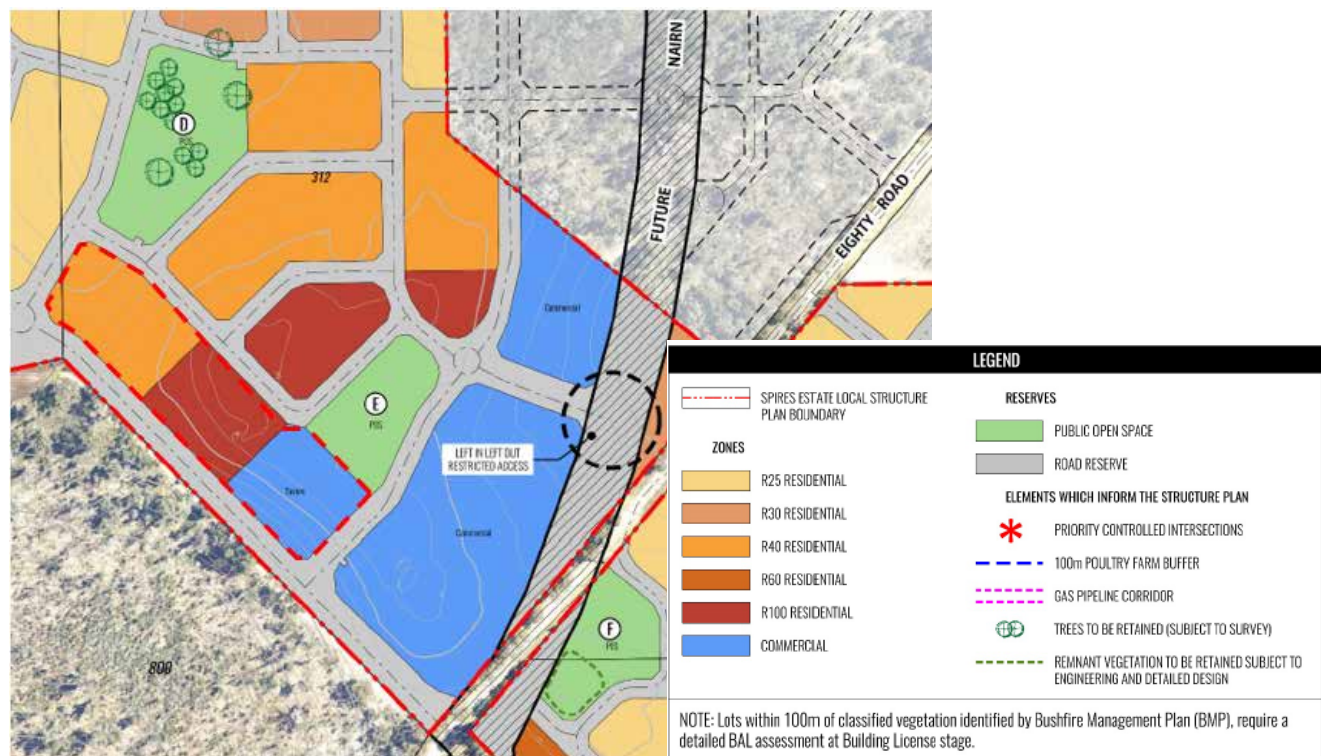 NAIRN
FUTURE
EIGHTY ROAD
D
POS
312
Commercial
E
POS
LEFT IN LEFT OUT
RESTRICTED ACCESS
Commercial
F
POS
800
LEGEND
SPIRES ESTATE LOCAL STRUCTURE
PLAN BOUNDARY
ZONES
R25 RESIDENTIAL
R30 RESIDENTIAL
R40 RESIDENTIAL
R60 RESIDENTIAL
R100 RESIDENTIAL
COMMERCIAL
RESERVES
PUBLIC OPEN SPACE
ROAD RESERVE
ELEMENTS WHICH INFORM THE STRUCTURE PLAN
PRIORITY CONTROLLED INTERSECTIONS
100m POULTRY FARM BUFFER
GAS PIPELINE CORRIDOR
TREES TO BE RETAINED (SUBJECT TO SURVEY)
REMNANT VEGETATION TO BE RETAINED SUBJECT TO
ENGINEERING AND DETAILED DESIGN
NOTE: Lots within 100m of classified vegetation identified by Bushfire Management Plan (BMP), require a
detailed BAL assessment at Building License stage.